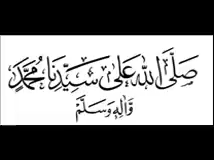 صَلَّى اللهُ عَلَى سَيِّدِنَا مُحَمَّدٍ
وَآلِهِ وَسَلَّمَ